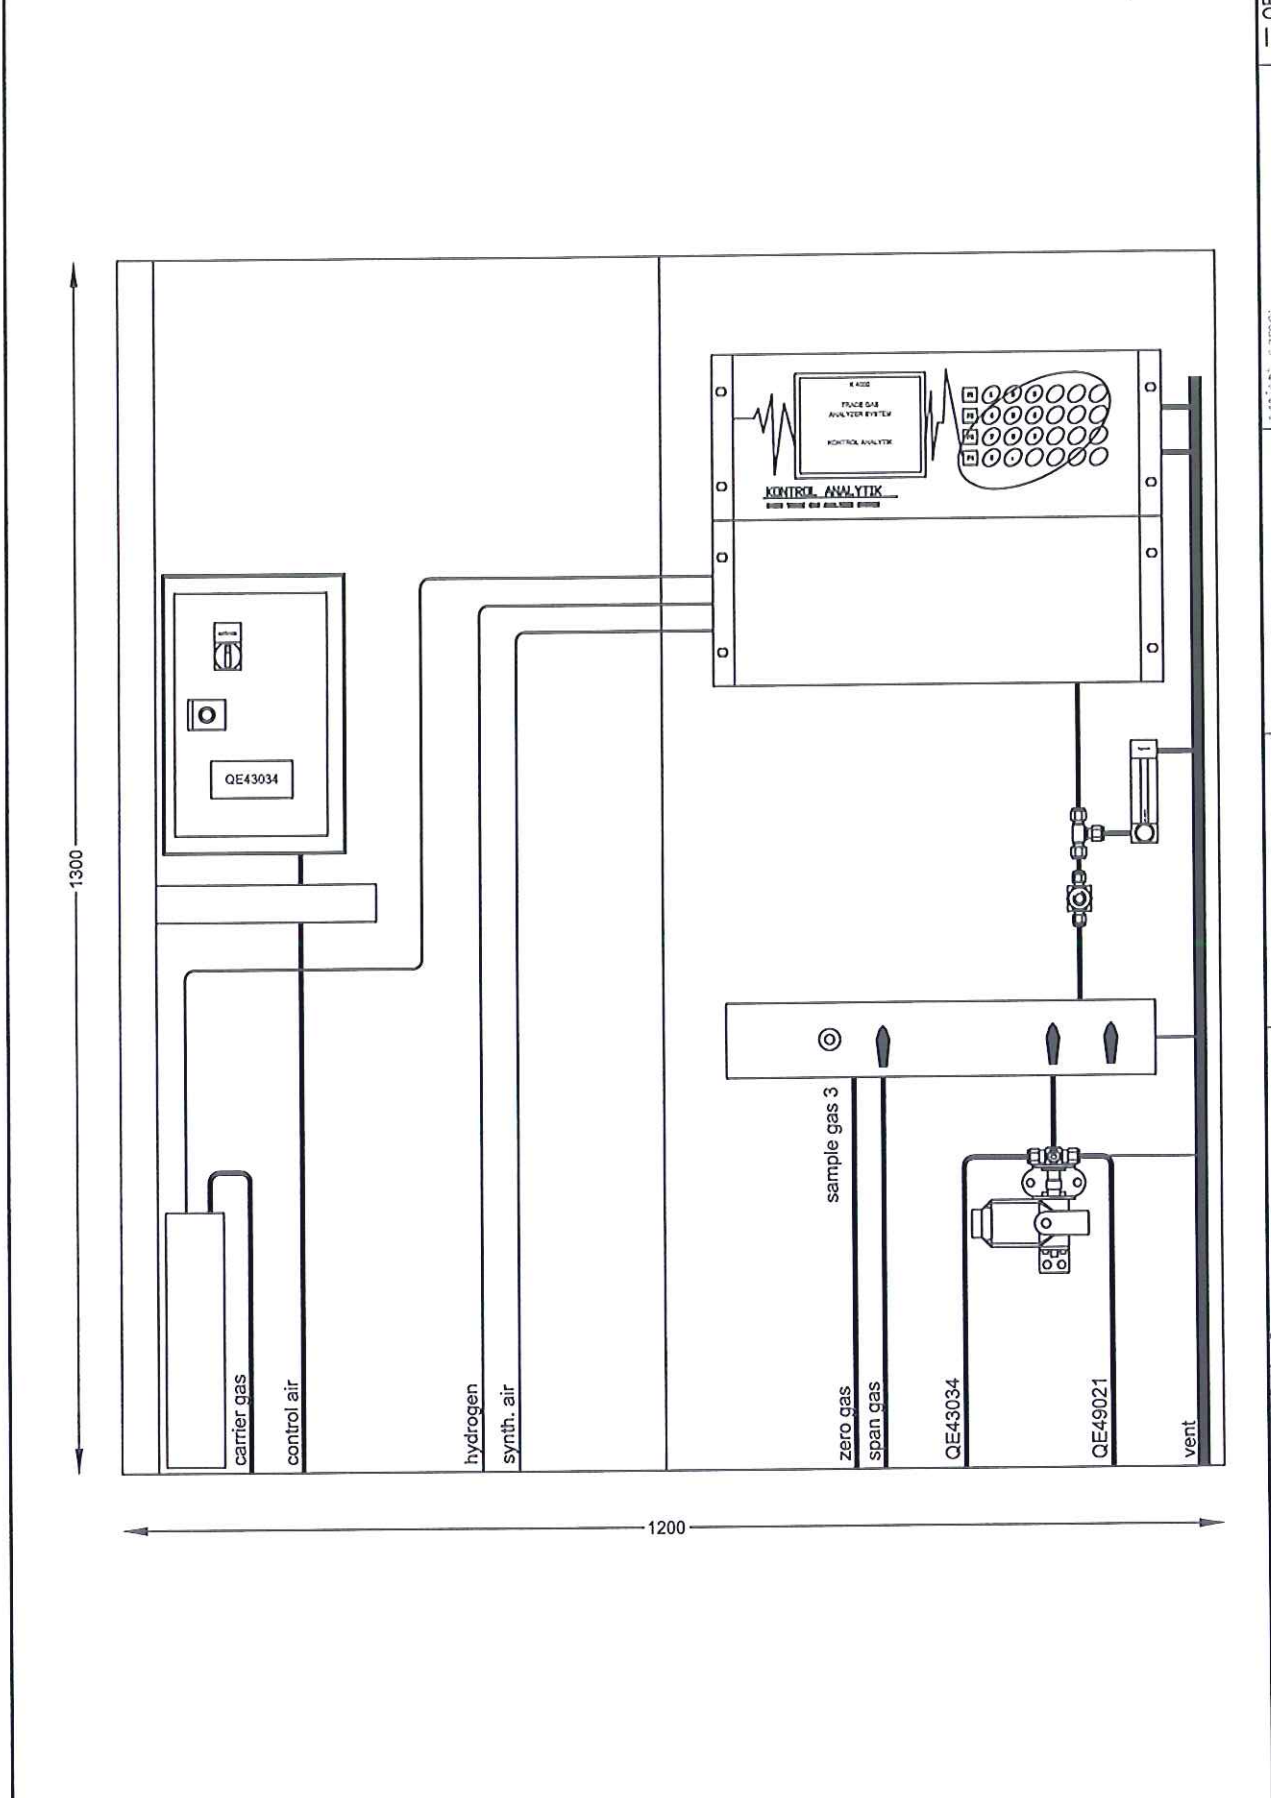 1300
1200
QE43034
K 4000
TRACE GAS
ANALYZER SYSTEM
KONTROL ANALYTIK
KONTROL ANALYTIK
carrier gas
control air
hydrogen
synth. air
sample gas 3
zero gas
span gas
QE43034
QE49021
vent